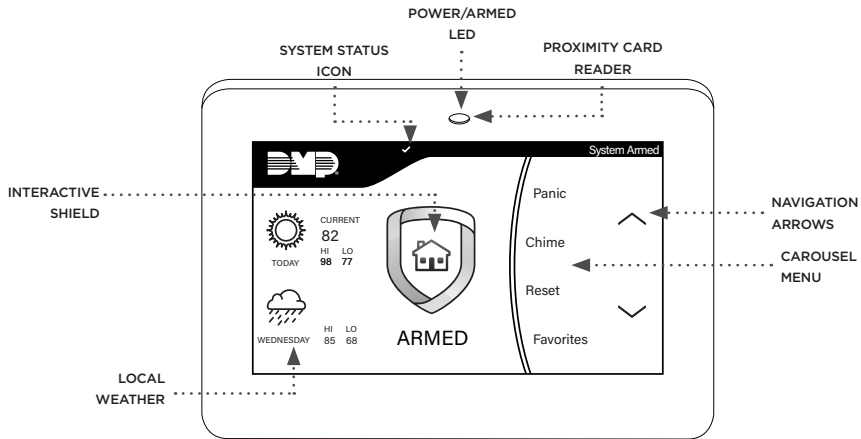 POWER/ARMED
LED
SYSTEM STATUS
ICON
PROXIMITY CARD
READER
DMP
System Armed
INTERACTIVE
SHIELD
Panic
NAVIGATION
ARROWS
CURRENT
82
HI LO
98 77
TODAY
Chime
CAROUSEL
MENU
Reset
HI LO
WEDNESDAY 85 68
ARMED
Favorites
LOCAL
WEATHER